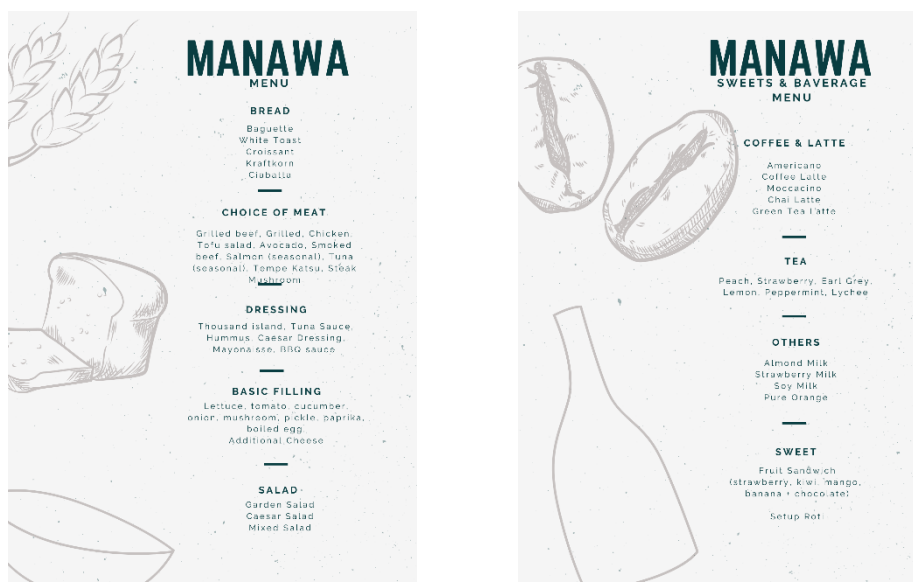 MANAWA
MENU
BREAD
Baguette
White Toast
Croissant
Kraftkorn
Ciabatta
CHOICE OF MEAT
Grilled beef, Grilled, Chicken,
Tofu salad, Avocado, Smoked
beef, Salmon (seasonal), Tuna
(seasonal), Tempe Katsu, Steak
Mushroom
DRESSING
Thousand island, Tuna Sauce,
Hummus, Caesar Dressing,
Mayonaisse, BBQ sauce
BASIC FILLING
Lettuce, tomato, cucumber,
onion, mushroom, pickle, paprika,
boiled egg,
Additional Cheese
SALAD
Garden Salad
Caesar Salad
Mixed Salad
MANAWA
SWEETS & BAVERAGE
MENU
COFFEE & LATTE
Americano
Coffee Latte
Moccacino
Chai Latte
Green Tea Latte
TEA
Peach, Strawberry, Earl Grey,
Lemon, Peppermint, Lychee
OTHERS
Almond Milk
Strawberry Milk
Soy Milk
Pure Orange
SWEET
Fruit Sandwich
(strawberry, kiwi, mango,
banana + chocolate)
Setup Roti